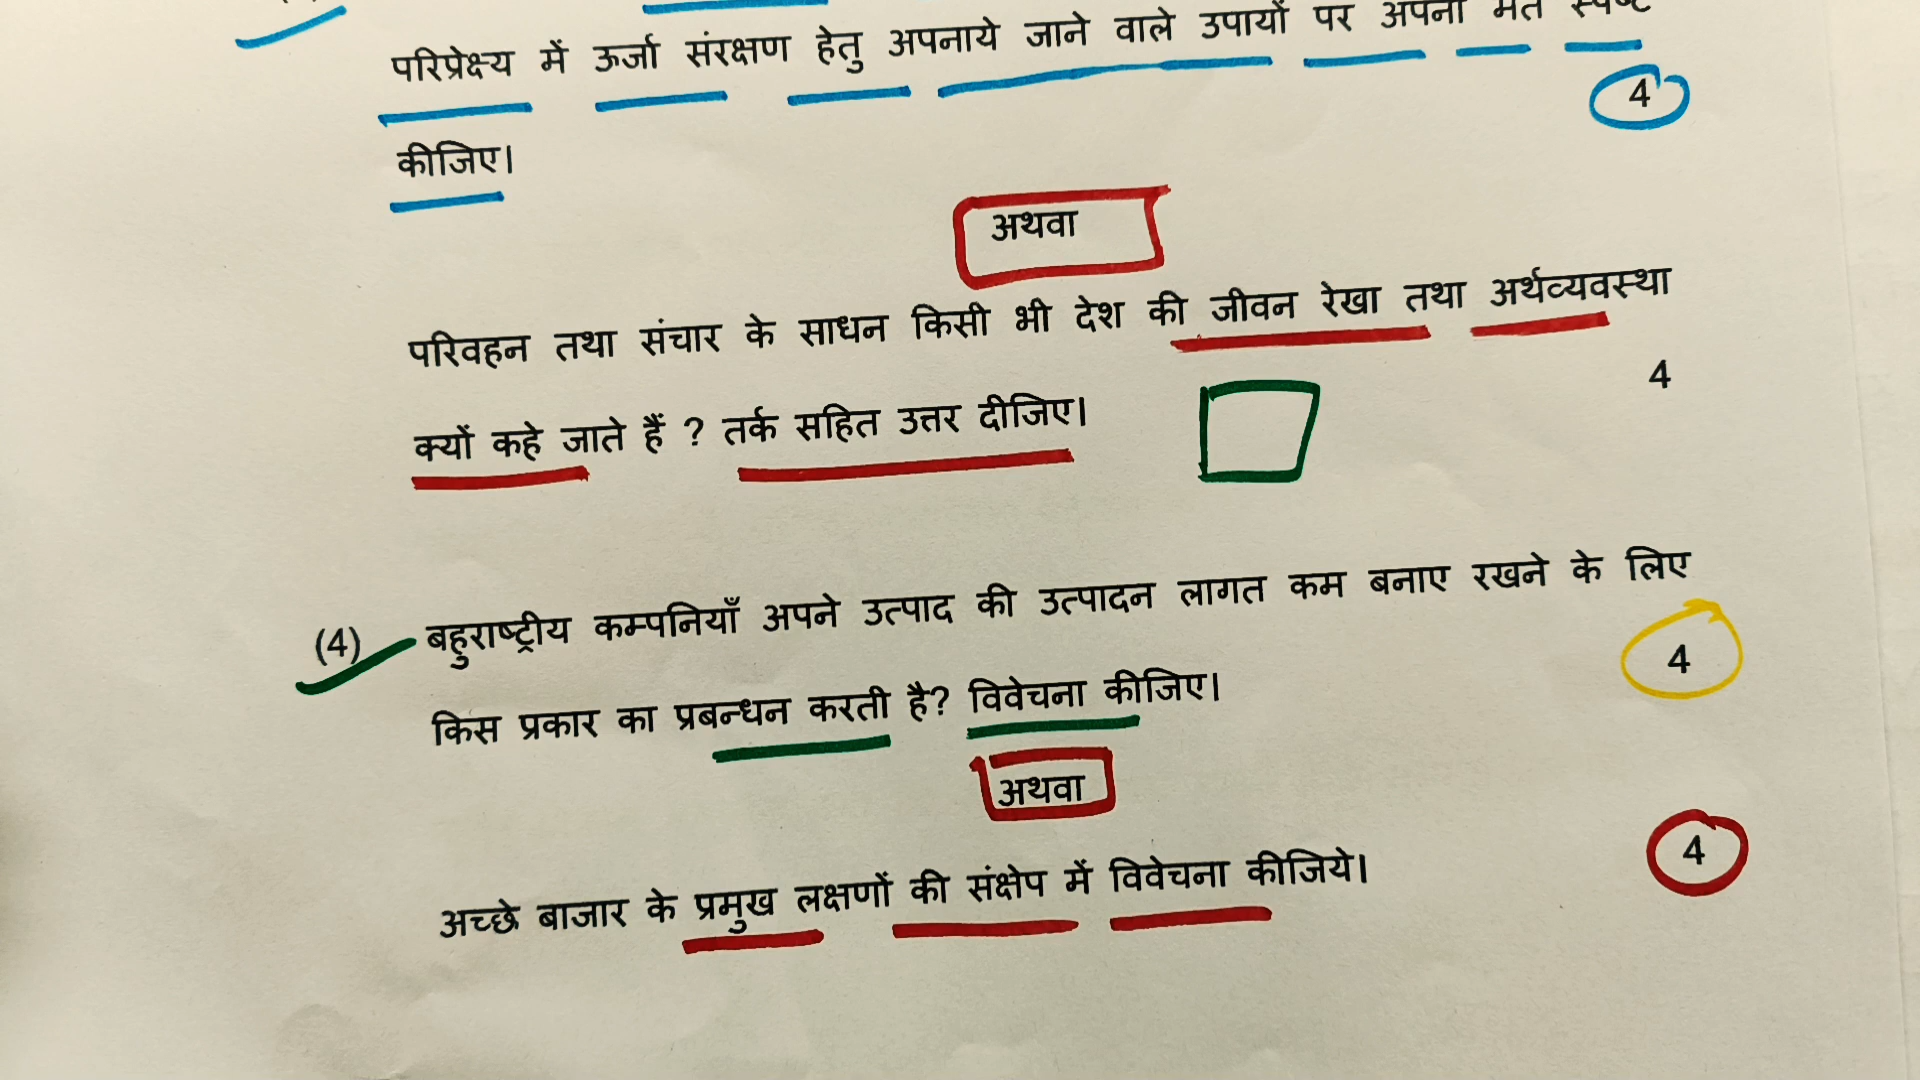 परिप्रेक्ष्य में ऊर्जा संरक्षण हेतु अपनाये जाने वाले उपायों पर अपना मत स्पष्ट
4
कीजिए।
अथवा
परिवहन तथा संचार के साधन किसी भी देश की जीवन रेखा तथा अर्थव्यवस्था
4
क्यों कहे जाते हैं ? तर्क सहित उत्तर दीजिए।
(4) बहुराष्ट्रीय कम्पनियाँ अपने उत्पाद की उत्पादन लागत कम बनाए रखने के लिए
4
किस प्रकार का प्रबन्धन करती है? विवेचना कीजिए।
अथवा
4
अच्छे बाजार के प्रमुख लक्षणों की संक्षेप में विवेचना कीजिये।